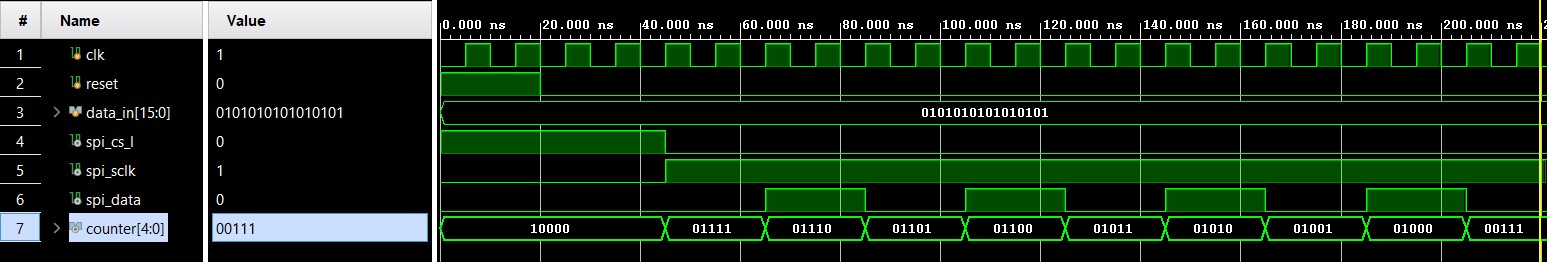 # Name Value 0.000 ns 20.000 ns 40.000 ns 60.000 ns 80.000 ns 100.000 ns 120.000 ns 140.000 ns 160.000 ns 180.000 ns 200.000 ns
1 clk 1
2 reset 0
3 data_in[15:0] 0101010101010101 0101010101010101
4 spi_cs_l 0
5 spi_sclk 1
6 spi_data 0
7 counter[4:0] 00111 10000 01111 01110 01101 01100 01011 01010 01001 01000 00111